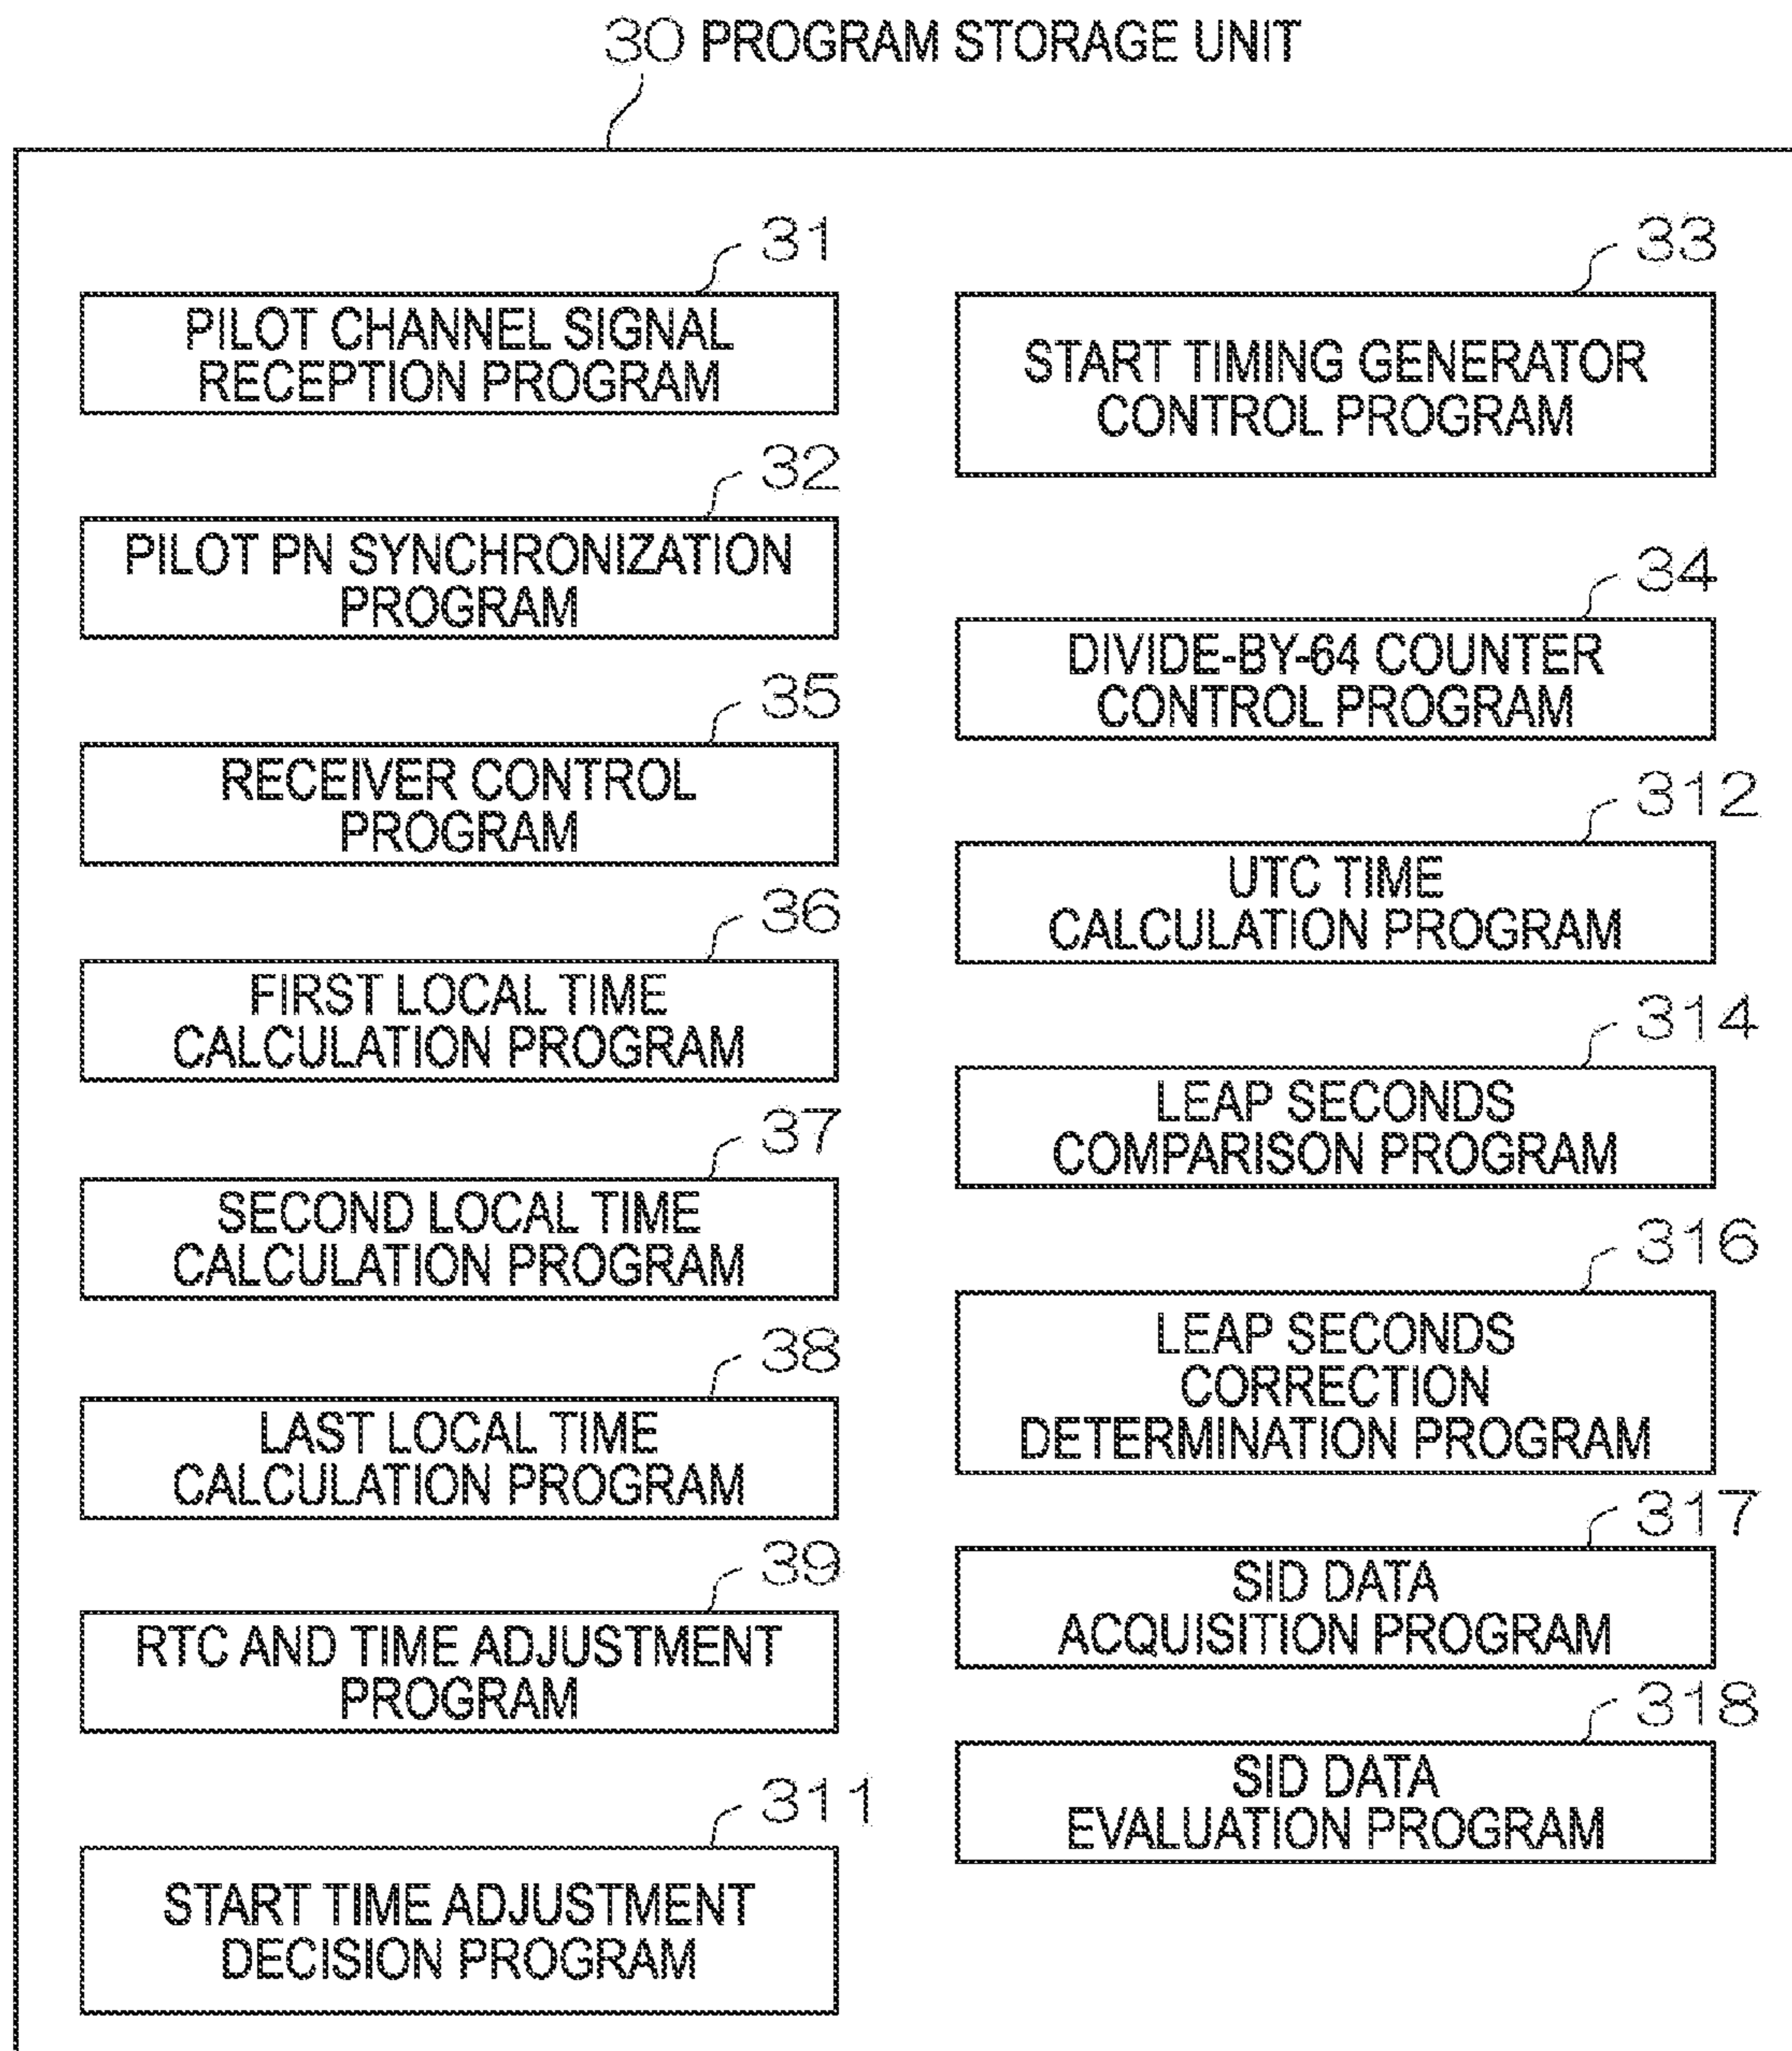 30 PROGRAM STORAGE UNIT
31
PILOT CHANNEL SIGNAL
RECEPTION PROGRAM
32
PILOT PN SYNCHRONIZATION
PROGRAM
35
RECEIVER CONTROL
PROGRAM
36
FIRST LOCAL TIME
CALCULATION PROGRAM
37
SECOND LOCAL TIME
CALCULATION PROGRAM
38
LAST LOCAL TIME
CALCULATION PROGRAM
39
RTC AND TIME ADJUSTMENT
PROGRAM
311
START TIME ADJUSTMENT
DECISION PROGRAM
33
START TIMING GENERATOR
CONTROL PROGRAM
34
DIVIDE-BY-64 COUNTER
CONTROL PROGRAM
312
UTC TIME
CALCULATION PROGRAM
314
LEAP SECONDS
COMPARISON PROGRAM
316
LEAP SECONDS
CORRECTION
DETERMINATION PROGRAM
317
SID DATA
ACQUISITION PROGRAM
318
SID DATA
EVALUATION PROGRAM